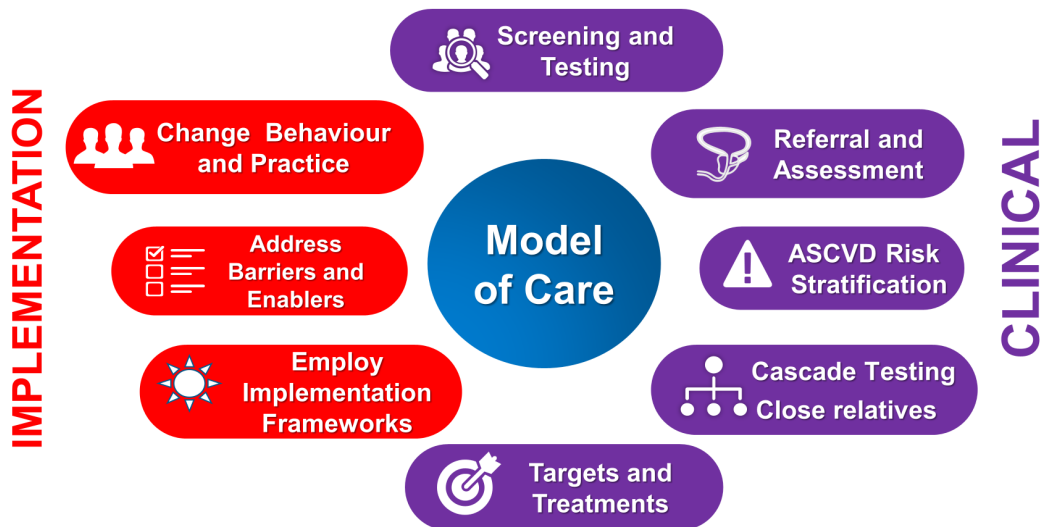 IMPLEMENTATION
Screening and
Testing
Change Behaviour
and Practice
Referral and
Assessment
Address
Barriers and
Enablers
Model
of Care
ASCVD Risk
Stratification
Employ
Implementation
Frameworks
Cascade Testing
Close relatives
Targets and
Treatments
CLINICAL